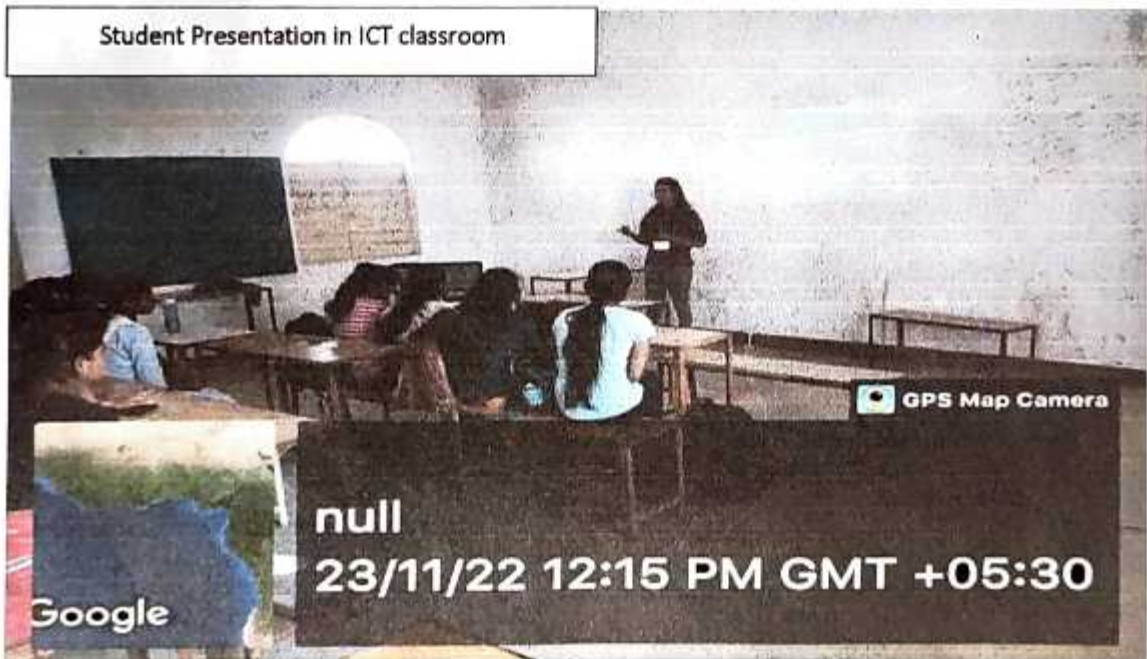 Student Presentation in ICT classroom
GPS Map Camera
null
23/11/22 12:15 PM GMT +05:30
Google